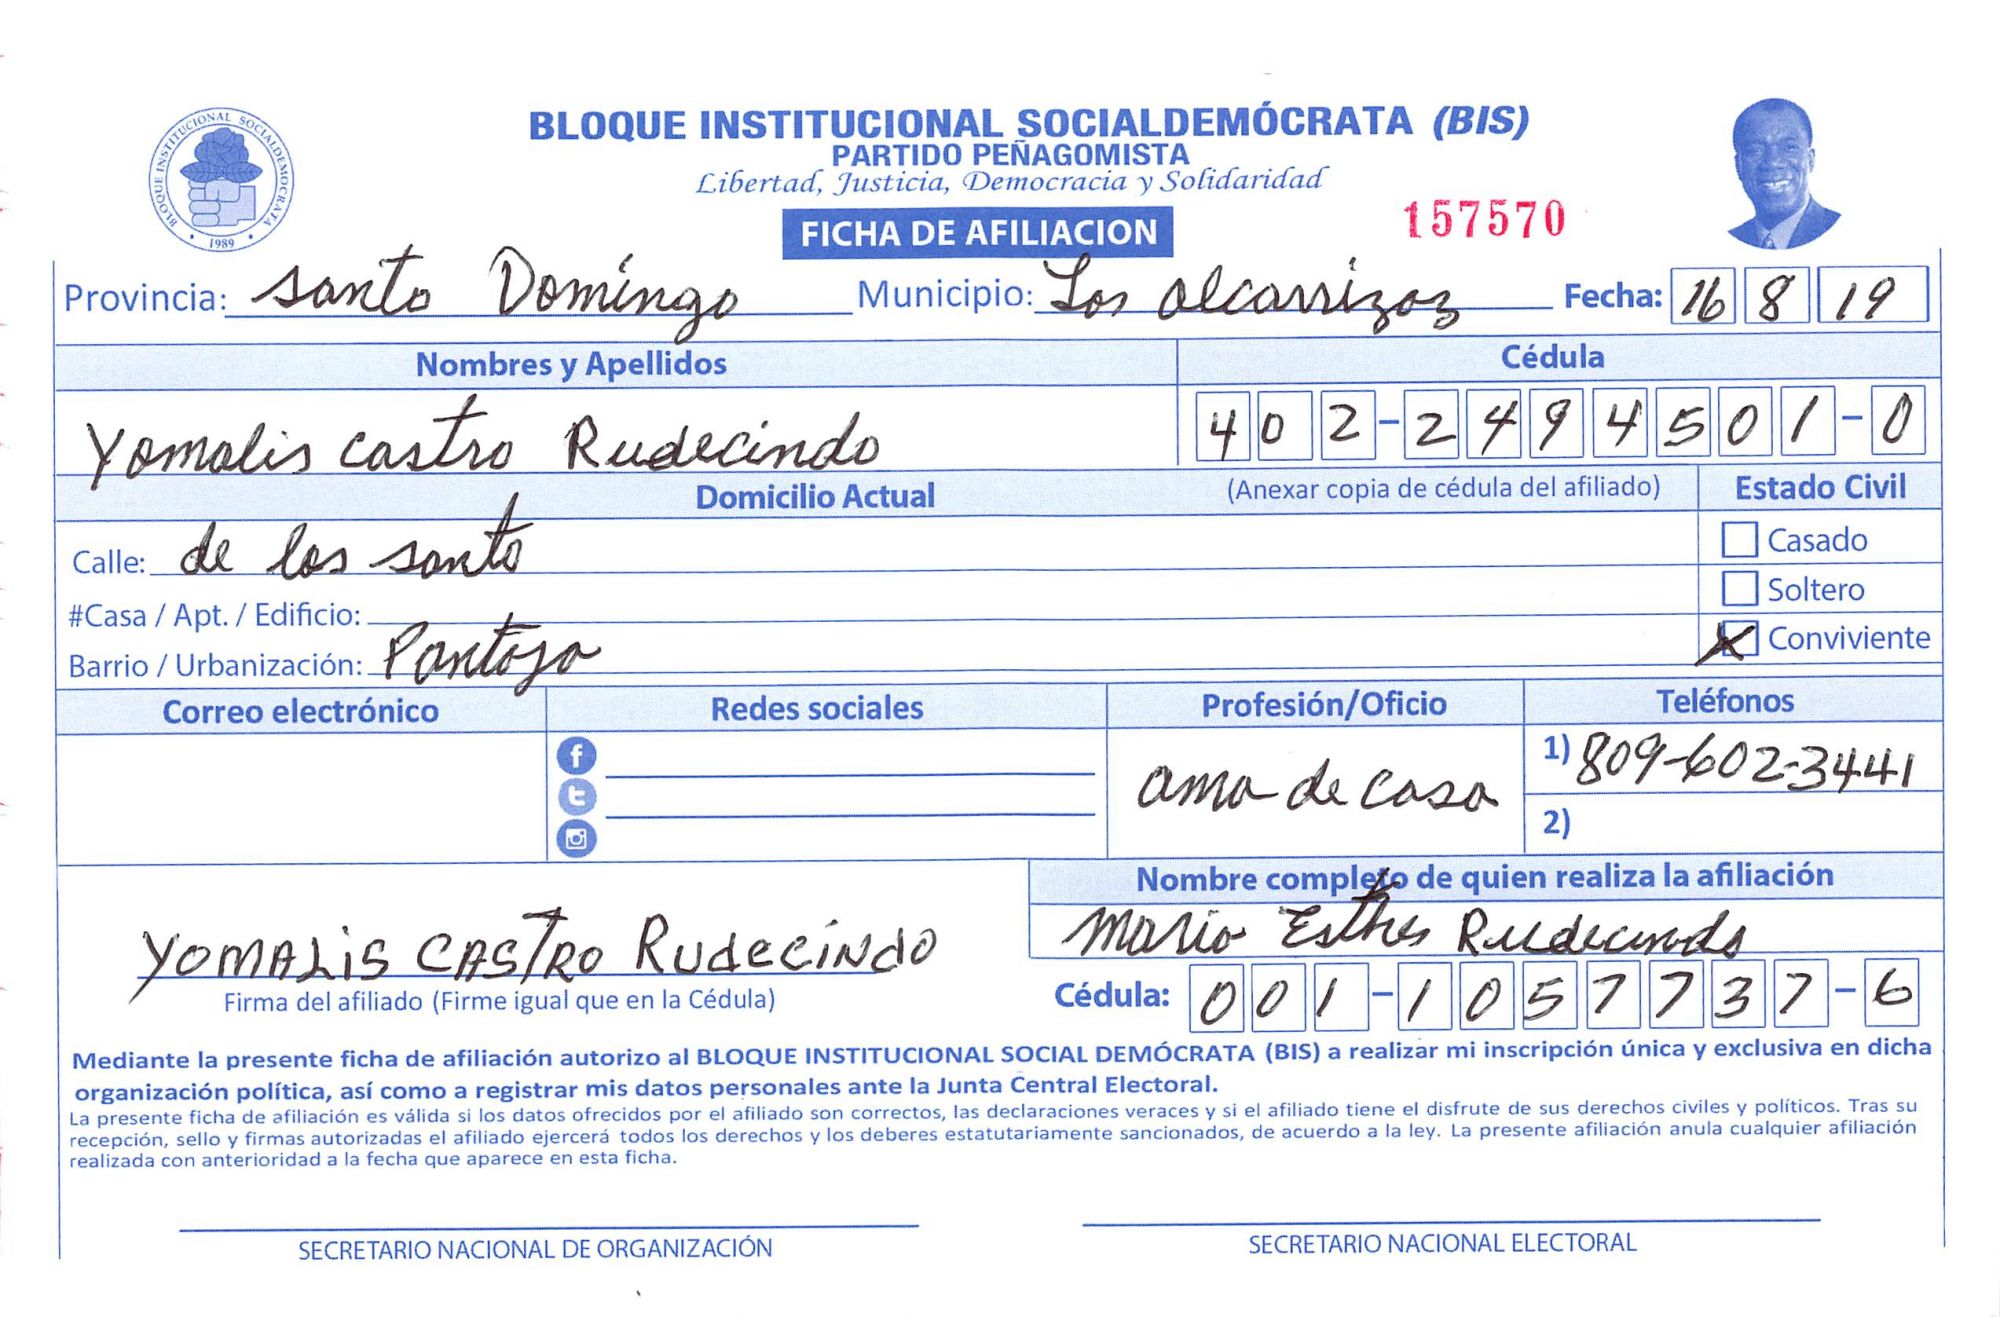 BLOQUE INSTITUCIONAL SOCIALDEMOCRATA
1989
BLOQUE INSTITUCIONAL SOCIALDEMÓCRATA (BIS)
PARTIDO PEÑAGOMISTA
Libertad, Justicia, Democracia y Solidaridad
FICHA DE AFILIACION
157570
Provincia: Santo Domingo Municipio: Los alcarrizoz Fecha: 16 8 19
Nombres y Apellidos Cédula
Yomalis Castro Rudecindo 402-2494501-0
Domicilio Actual (Anexar copia de cédula del afiliado) Estado Civil
Calle: de los santo Casado
#Casa / Apt. / Edificio: Soltero
Barrio / Urbanización: Pantoja X Conviviente
Correo electrónico Redes sociales Profesión/Oficio Teléfonos
ama de casa 1) 809-602-3441
2)
Nombre completo de quien realiza la afiliación
Maria Esther Rudecindo
YOMALiS CASTRO RudeciNdo
Firma del afiliado (Firme igual que en la Cédula) Cédula: 001-1057737-6
Mediante la presente ficha de afiliación autorizo al BLOQUE INSTITUCIONAL SOCIAL DEMÓCRATA (BIS) a realizar mi inscripción única y exclusiva en dicha
organización política, así como a registrar mis datos personales ante la Junta Central Electoral.
La presente ficha de afiliación es válida si los datos ofrecidos por el afiliado son correctos, las declaraciones veraces y si el afiliado tiene el disfrute de sus derechos civiles y políticos. Tras su
recepción, sello y firmas autorizadas el afiliado ejercerá todos los derechos y los deberes estatutariamente sancionados, de acuerdo a la ley. La presente afiliación anula cualquier afiliación
realizada con anterioridad a la fecha que aparece en esta ficha.
SECRETARIO NACIONAL DE ORGANIZACIÓN SECRETARIO NACIONAL ELECTORAL